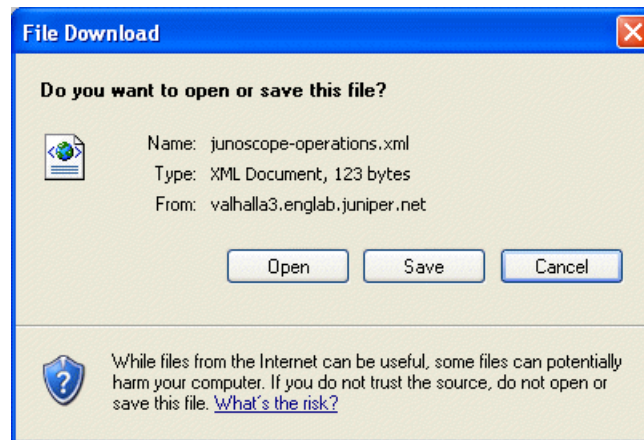 File Download
Do you want to open or save this file?
Name: junoscope-operations.xml
Type: XML Document, 123 bytes
From: valhalla3.englab.juniper.net
Open Save Cancel
While files from the Internet can be useful, some files can potentially
harm your computer. If you do not trust the source, do not open or
save this file. What's the risk?